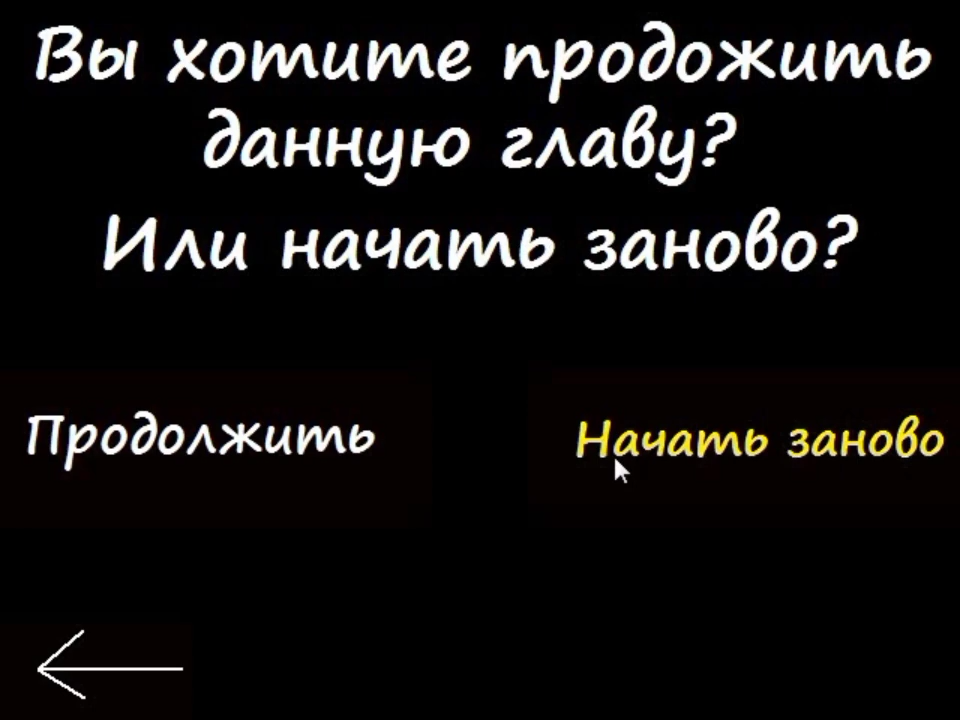 Вы хотите продожить
данную главу?
Или начать заново?
Продолжить
Начать заново